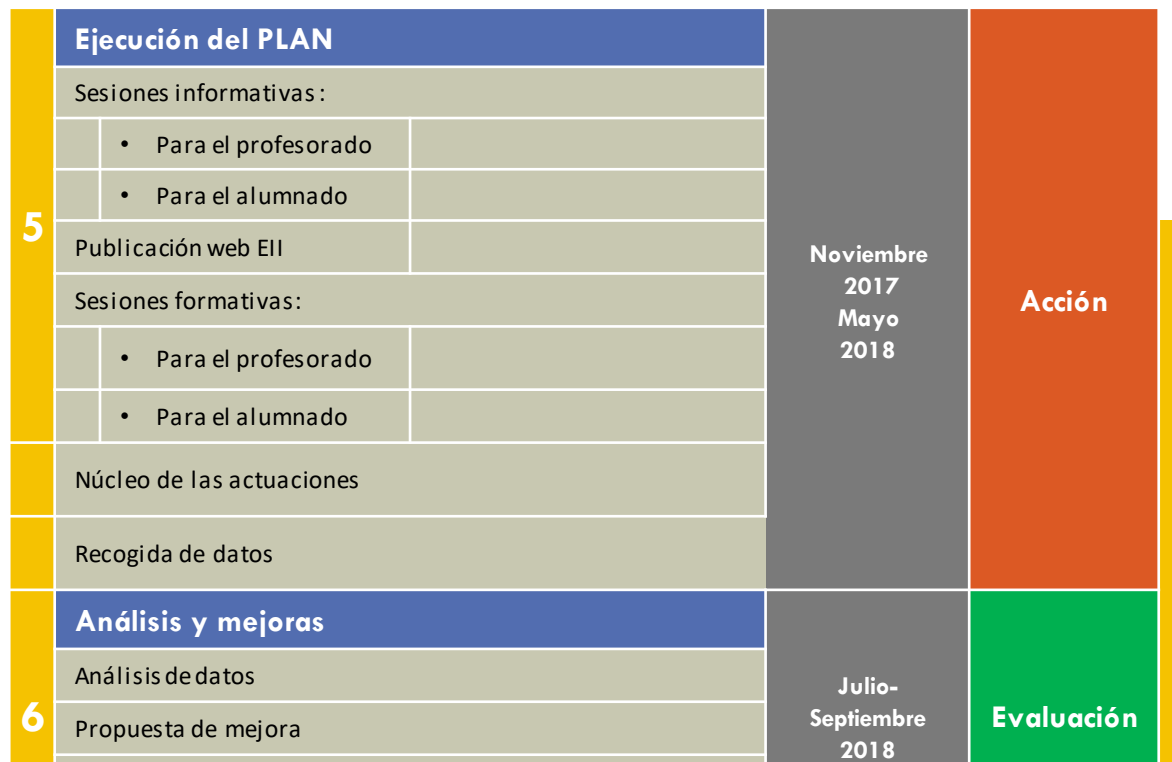 Ejecución del PLAN
Sesiones informativas:
• Para el profesorado
• Para el alumnado
5
Publicación web EII
Noviembre
2017
Mayo
2018
Acción
Sesiones formativas:
• Para el profesorado
• Para el alumnado
Núcleo de las actuaciones
Recogida de datos
Análisis y mejoras
Análisis de datos
6
Propuesta de mejora
Julio-
Septiembre
2018
Evaluación